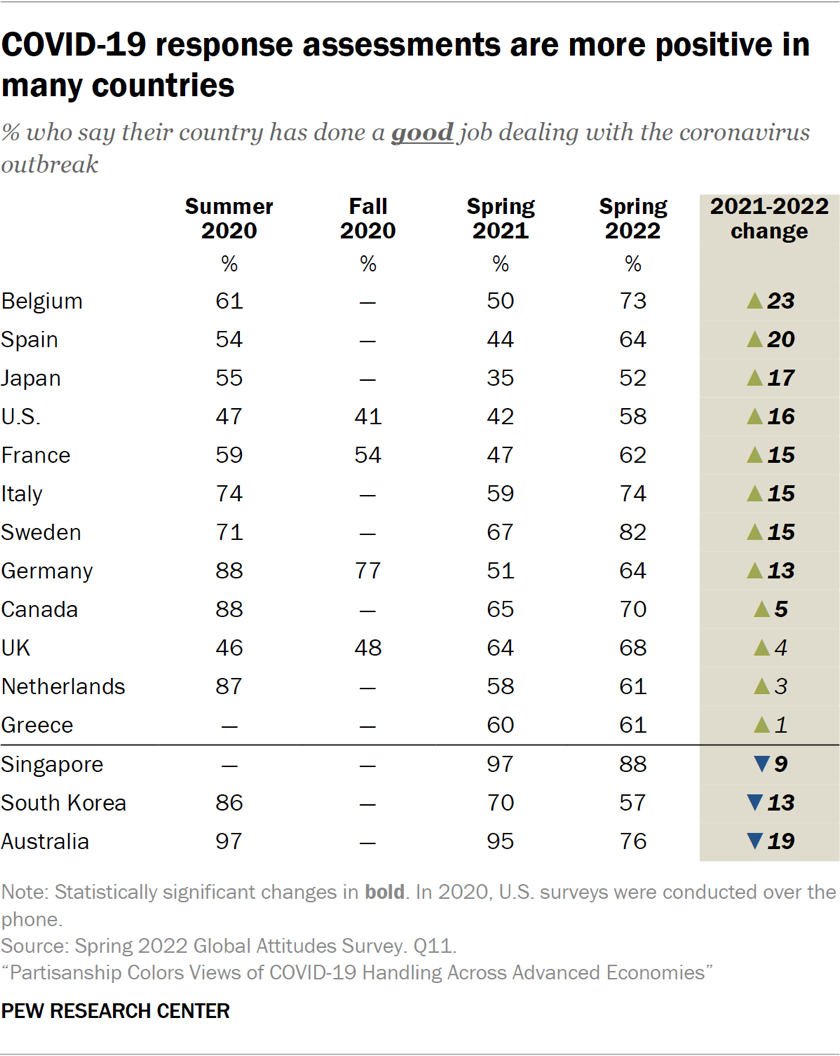 COVID-19 response assessments are more positive in
many countries
% who say their country has done a good job dealing with the coronavirus
outbreak
Summer 2020 Fall 2020 Spring 2021 Spring 2022 2021-2022 change
% % % %
Belgium 61 — 50 73 ▲ 23
Spain 54 — 44 64 ▲ 20
Japan 55 — 35 52 ▲ 17
U.S. 47 41 42 58 ▲ 16
France 59 54 47 62 ▲ 15
Italy 74 — 59 74 ▲ 15
Sweden 71 — 67 82 ▲ 15
Germany 88 77 51 64 ▲ 13
Canada 88 — 65 70 ▲ 5
UK 46 48 64 68 ▲ 4
Netherlands 87 — 58 61 ▲ 3
Greece — — 60 61 ▲ 1
Singapore — — 97 88 ▼ 9
South Korea 86 — 70 57 ▼ 13
Australia 97 — 95 76 ▼ 19
Note: Statistically significant changes in bold. In 2020, U.S. surveys were conducted over the
phone.
Source: Spring 2022 Global Attitudes Survey. Q11.
“Partisanship Colors Views of COVID-19 Handling Across Advanced Economies”
PEW RESEARCH CENTER